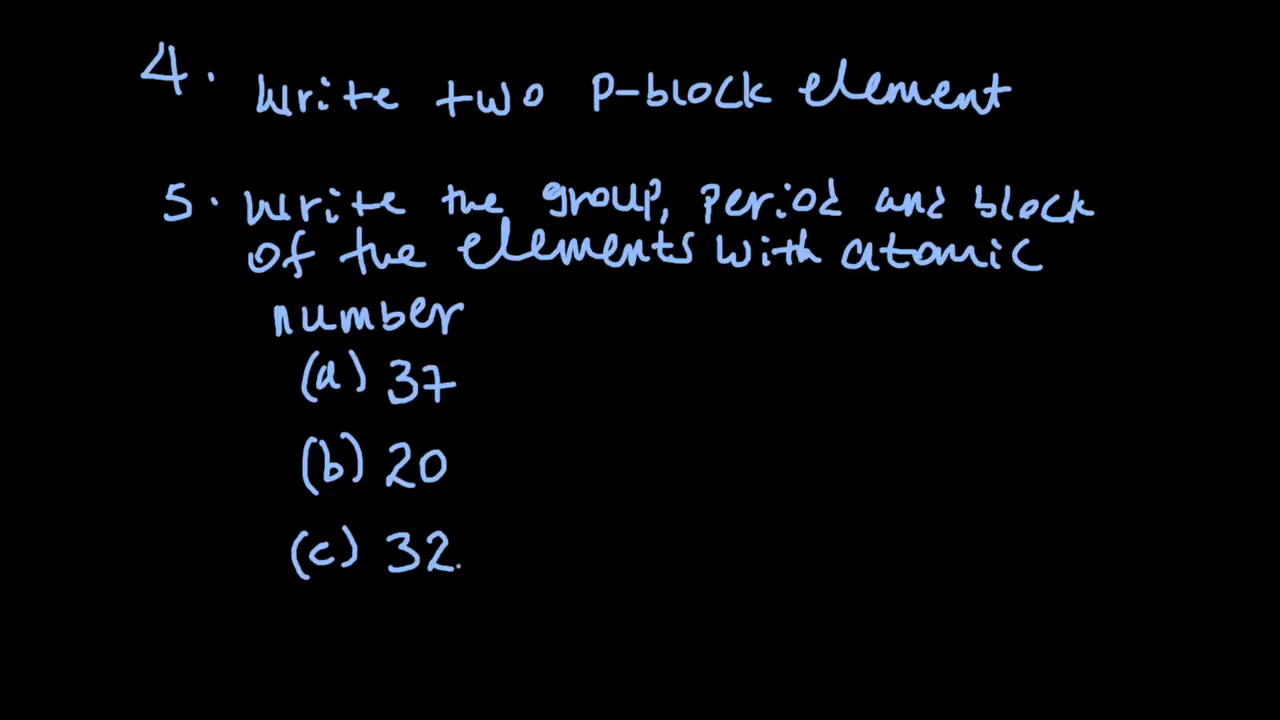 4. Write two P-block element
5. Write the group, period and block
of the elements with atomic
number
(a) 37
(b) 20
(c) 32.